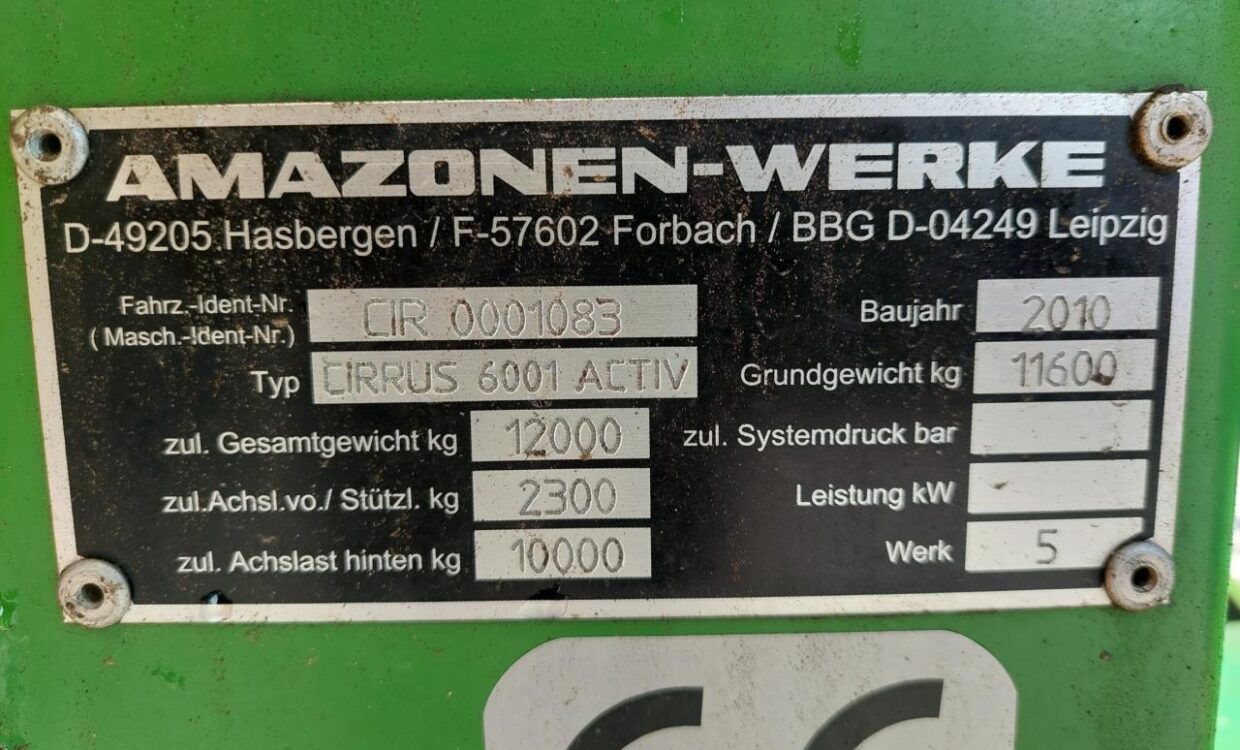 AMAZONEN-WERKE
D-49205 Hasbergen / F-57602 Forbach / BBG D-04249 Leipzig
Fahrz.-Ident-Nr
(Masch.-Ident-Nr.) CIR 0001083
Baujahr 2010
Typ CIRRUS 6001 ACTIV
Grundgewicht kg 11600
zul. Gesamtgewicht kg 12000
zul. Systemdruck bar
zul.Achsl.vo./ Stützl. kg 2300
Leistung kW
zul. Achslast hinten kg 10000
Werk 5
CE